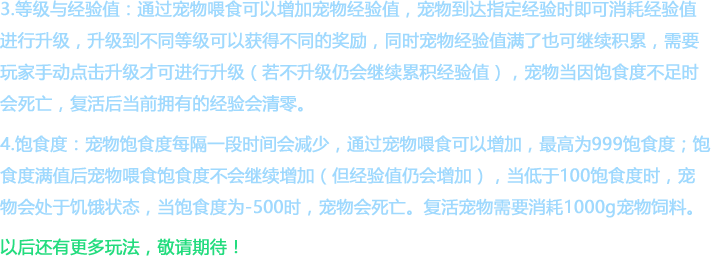 3.等级与经验值：通过宠物喂食可以增加宠物经验值，宠物到达指定经验时即可消耗经验值
进行升级，升级到不同等级可以获得不同的奖励，同时宠物经验值满了也可继续积累，需要
玩家手动点击升级才可进行升级（若不升级仍会继续累积经验值），宠物当因饱食度不足时
会死亡，复活后当前拥有的经验会清零。
4.饱食度：宠物饱食度每隔一段时间会减少，通过宠物喂食可以增加，最高为999饱食度；饱
食度满值后宠物喂食饱食度不会继续增加（但经验值仍会增加），当低于100饱食度时，宠
物会处于饥饿状态，当饱食度为-500时，宠物会死亡。复活宠物需要消耗1000g宠物饲料。
以后还有更多玩法，敬请期待！